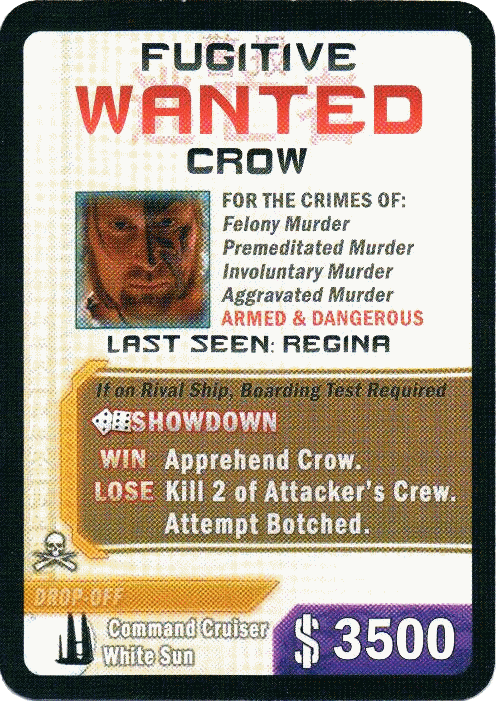 FUGITIVE
WANTED
CROW
FOR THE CRIMES OF:
Felony Murder
Premeditated Murder
Involuntary Murder
Aggravated Murder
ARMED & DANGEROUS
LAST SEEN: REGINA
If on Rival Ship, Boarding Test Required
SHOWDOWN
WIN Apprehend Crow.
LOSE Kill 2 of Attacker's Crew.
Attempt Botched.
DROP-OFF
Command Cruiser
White Sun
$ 3500